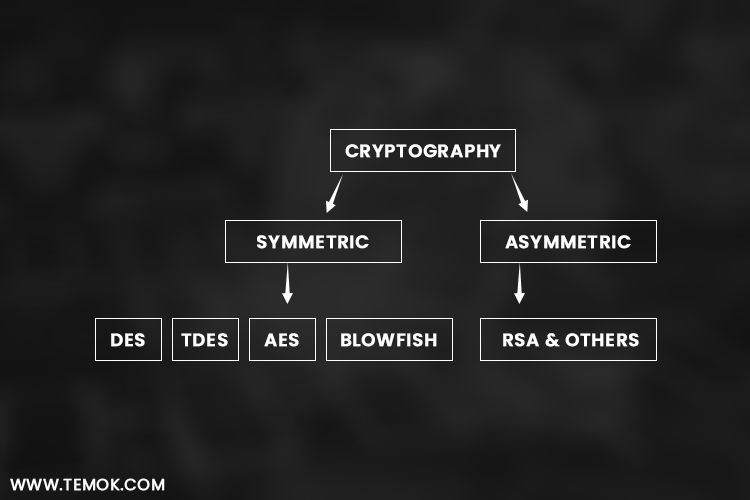 CRYPTOGRAPHY
SYMMETRIC
ASYMMETRIC
DES
TDES
AES
BLOWFISH
RSA & OTHERS
WWW.TEMOK.COM